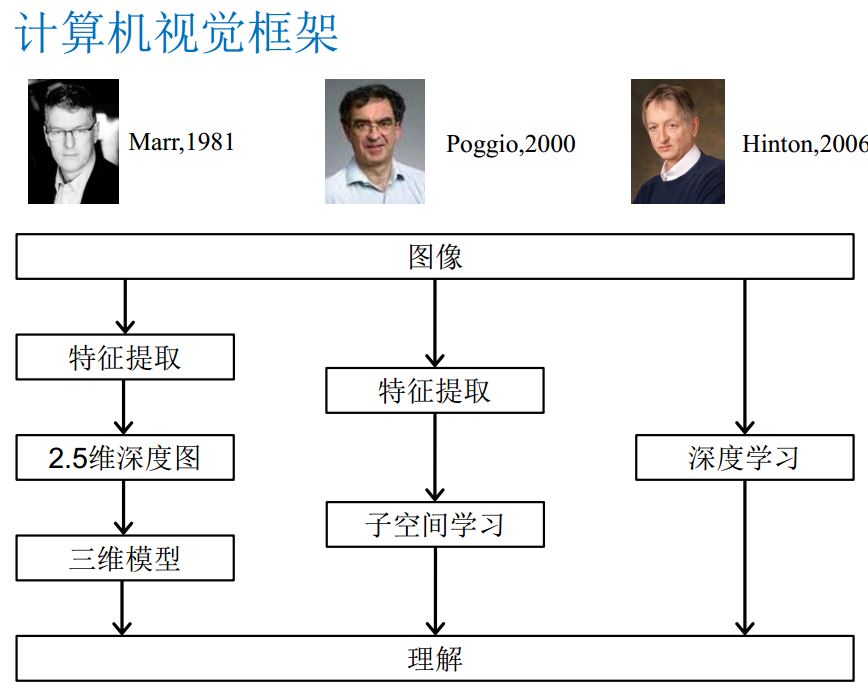 计算机视觉框架
Marr,1981
Poggio,2000
Hinton,2006
图像
特征提取
特征提取
2.5维深度图
深度学习
子空间学习
三维模型
理解